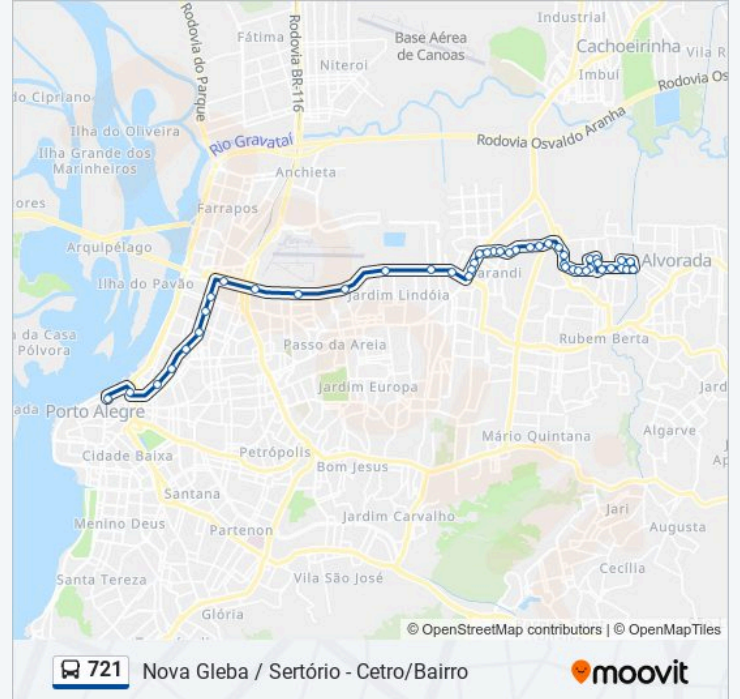 Industrial
Fátima
Base Aérea
de Canoas
Cachoeirinha
Vila R
Rodovia do Parque
Rodovia BR-116
Niterói
Imbuí
do Cipriano
Rodovia Os
Ilha do Oliveira
Rio Gravataí
Rodovia Osvaldo Aranha
Ilha Grande dos
Marinheiros
Anchieta
ores
Farrapos
Arquipélago
Alvorada
Ilha do Pavão
arandi
Jardim Lindóia
a da Casa
Pólvora
Passo da Areia
Rubem Berta
Jardim Europa
Jard
ada
Porto Alegre
Algarve
Mário Quintana
Cidade Baixa
Petrópolis
Ap
Bom Jesus
Santana
Jari
Menino Deus
Jardim Carvalho
Augusta
Partenon
Cecília
Santa Tereza
Vila São José
Glória
© OpenStreetMap contributors | © OpenMapTiles
721 Nova Gleba / Sertório - Cetro/Bairro
moovit